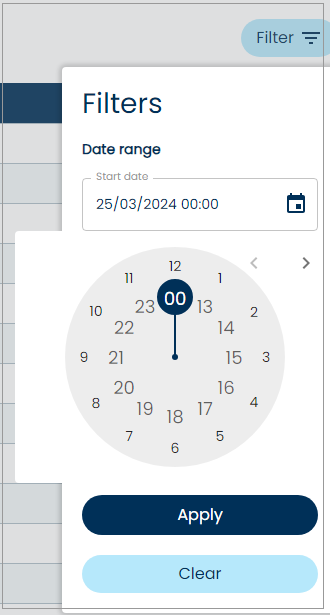 Filter
Filters
Date range
Start date
25/03/2024 00:00
12
11 1
23 00 13
10 2
22 14
9 21 15 3
20 16
8 4
19 18 17
7 5
6
Apply
Clear